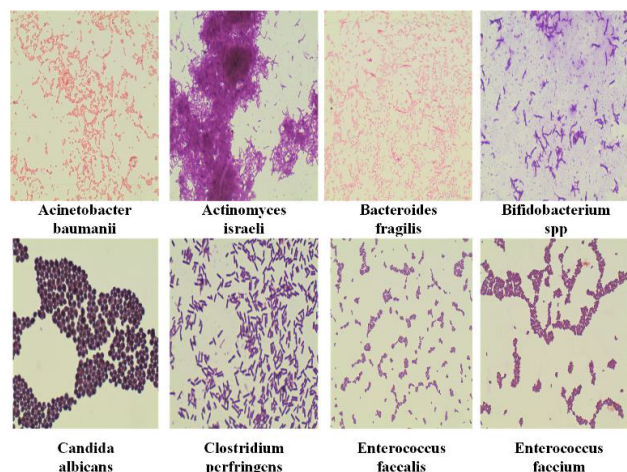 Acinetobacter baumanii
Actinomyces israeli
Bacteroides fragilis
Bifidobacterium spp
Candida albicans
Clostridium perfringens
Enterococcus faecalis
Enterococcus faecium